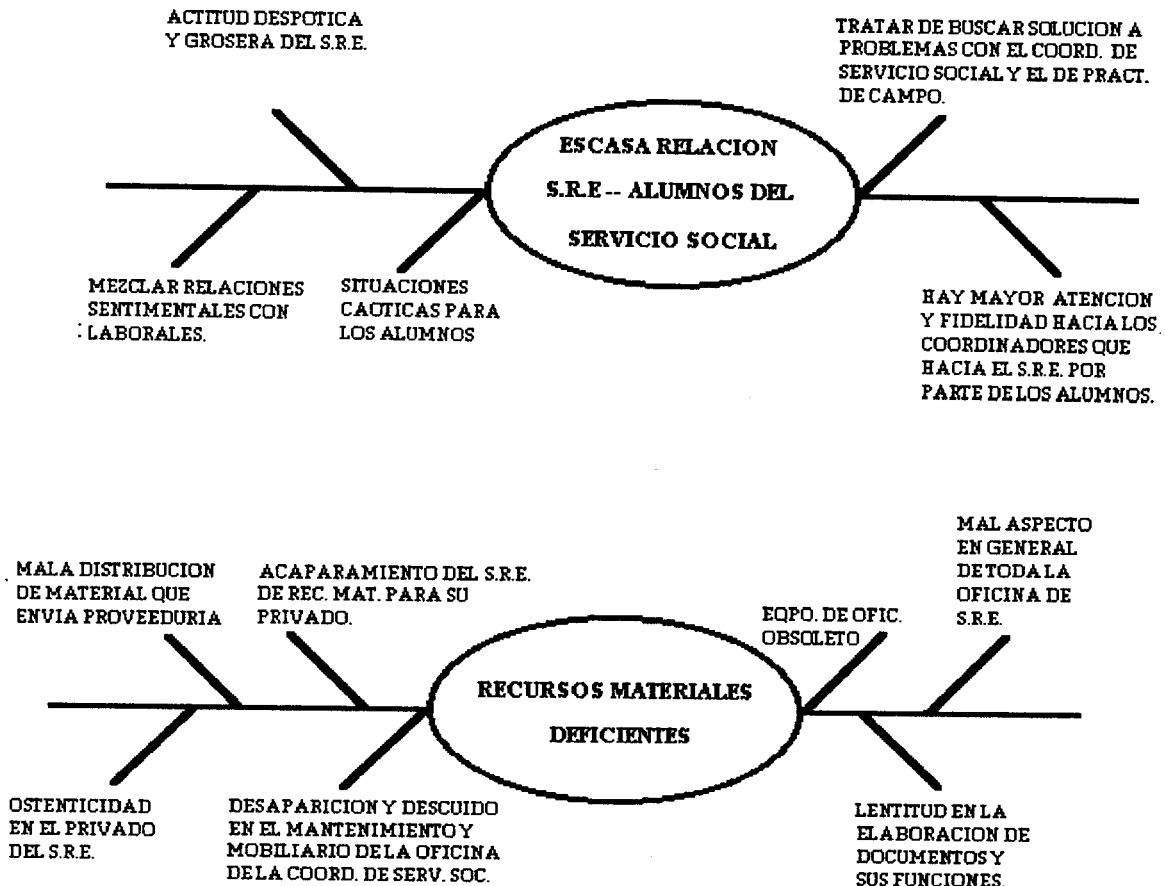 ACTITUD DESPOTICA
Y GROSERA DEL S.R.E.
TRATAR DE BUSCAR SOLUCION A
PROBLEMAS CON EL COORD. DE
SERVICIO SOCIAL Y EL DE PRACT.
DE CAMPO.
ESCASA RELACION
S.R.E -- ALUMNOS DEL
SERVICIO SOCIAL
MEZCLAR RELACIONES
SENTIMENTALES CON
LABORALES.
SITUACIONES
CAOTICAS PARA
LOS ALUMNOS
HAY MAYOR ATENCION
Y FIDELIDAD HACIA LOS
COORDINADORES QUE
HACIA EL S.R.E. POR
PARTE DE LOS ALUMNOS.
MALA DISTRIBUCION
DE MATERIAL QUE
ENVIA PROVEEDURIA
ACAPARAMIENTO DEL S.R.E.
DE REC. MAT. PARA SU
PRIVADO.
EQPO. DE OFIC.
OBSOLETO
MAL ASPECTO
EN GENERAL
DE TODA LA
OFICINA DE
S.R.E.
RECURSOS MATERIALES
DEFICIENTES
OSTENTICIDAD
EN EL PRIVADO
DEL S.R.E.
DESAPARICION Y DESCUIDO
EN EL MANTENIMIENTO Y
MOBILIARIO DE LA OFICINA
DE LA COORD. DE SERV. SOC.
LENTITUD EN LA
ELABORACION DE
DOCUMENTOS Y
SUS FUNCIONES.